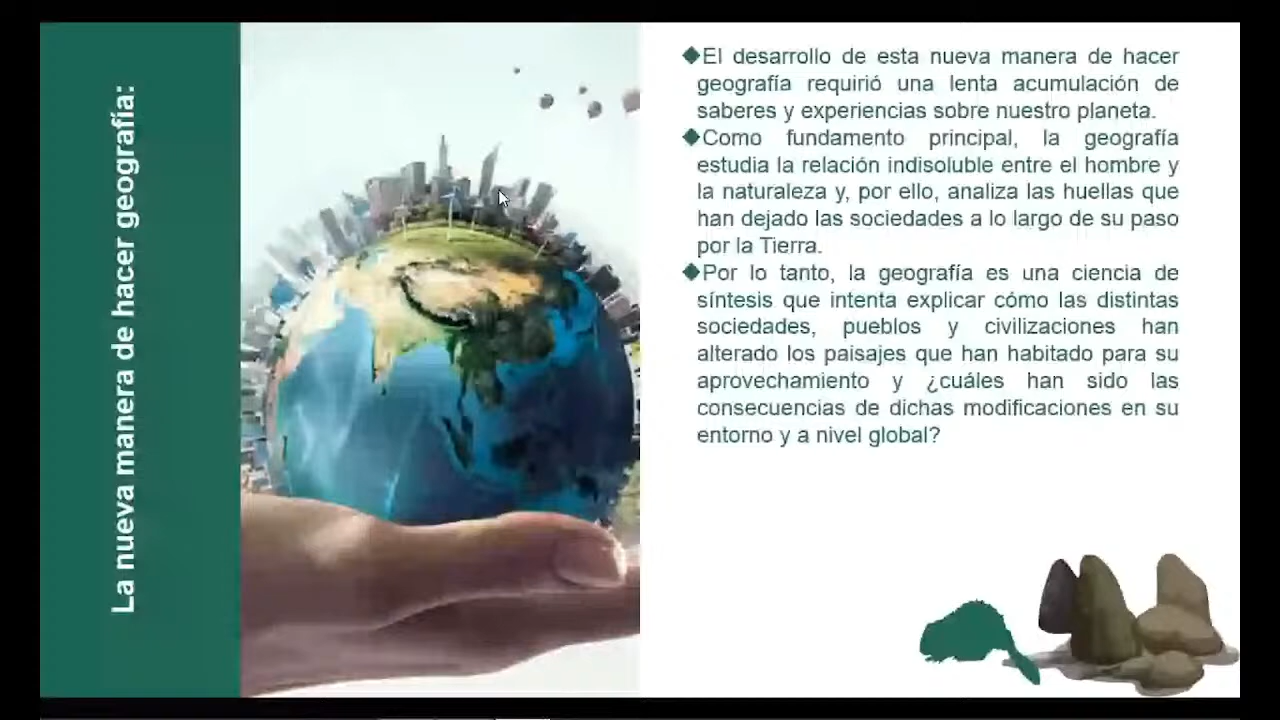 La nueva manera de hacer geografía:
◆El desarrollo de esta nueva manera de hacer
geografía requirió una lenta acumulación de
saberes y experiencias sobre nuestro planeta.
◆Como fundamento principal, la geografía
estudia la relación indisoluble entre el hombre y
la naturaleza y, por ello, analiza las huellas que
han dejado las sociedades a lo largo de su paso
por la Tierra.
◆Por lo tanto, la geografía es una ciencia de
síntesis que intenta explicar cómo las distintas
sociedades, pueblos y civilizaciones han
alterado los paisajes que han habitado para su
aprovechamiento y ¿cuáles han sido las
consecuencias de dichas modificaciones en su
entorno y a nivel global?